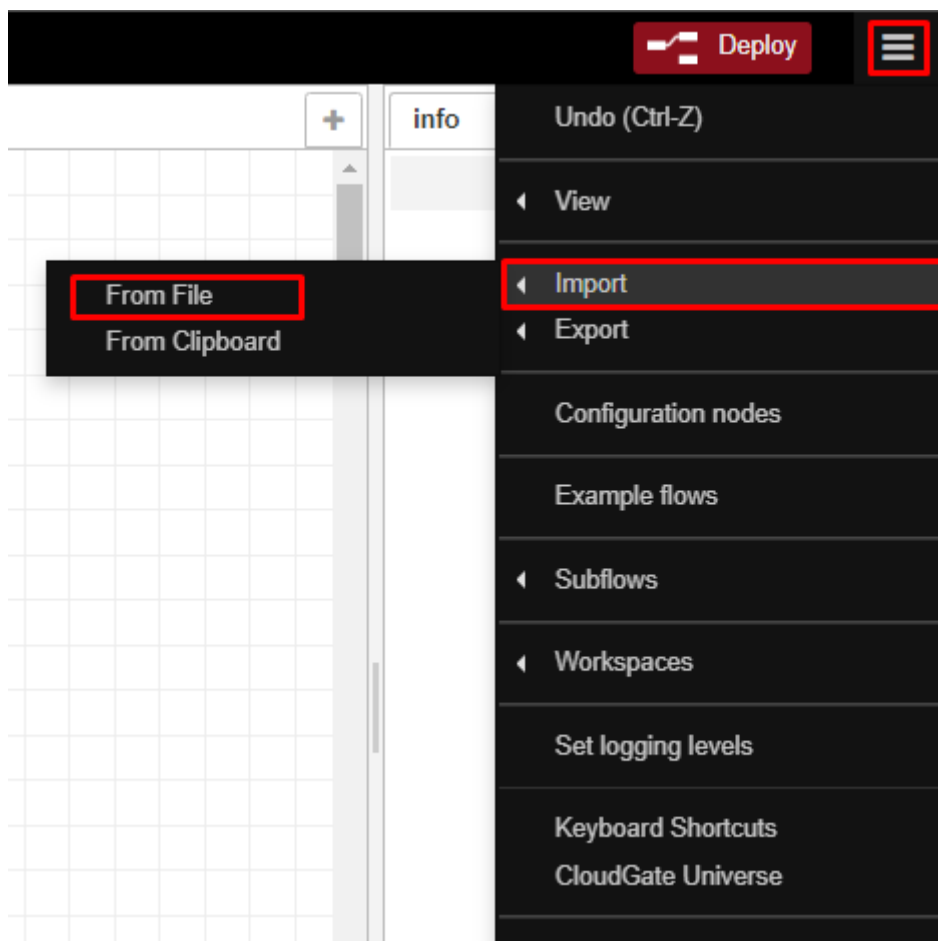 Deploy
+
info
Undo (Ctrl-Z)
View
Import
From File
From Clipboard
Export
Configuration nodes
Example flows
Subflows
Workspaces
Set logging levels
Keyboard Shortcuts
CloudGate Universe